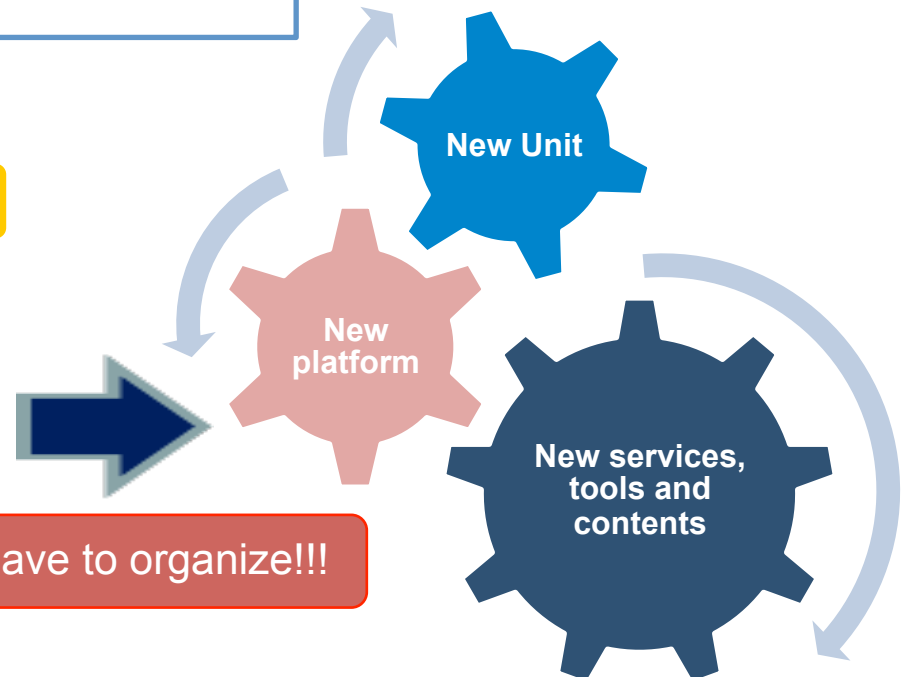 New Unit
New
platform
New services,
tools and
contents
ave to organize!!!